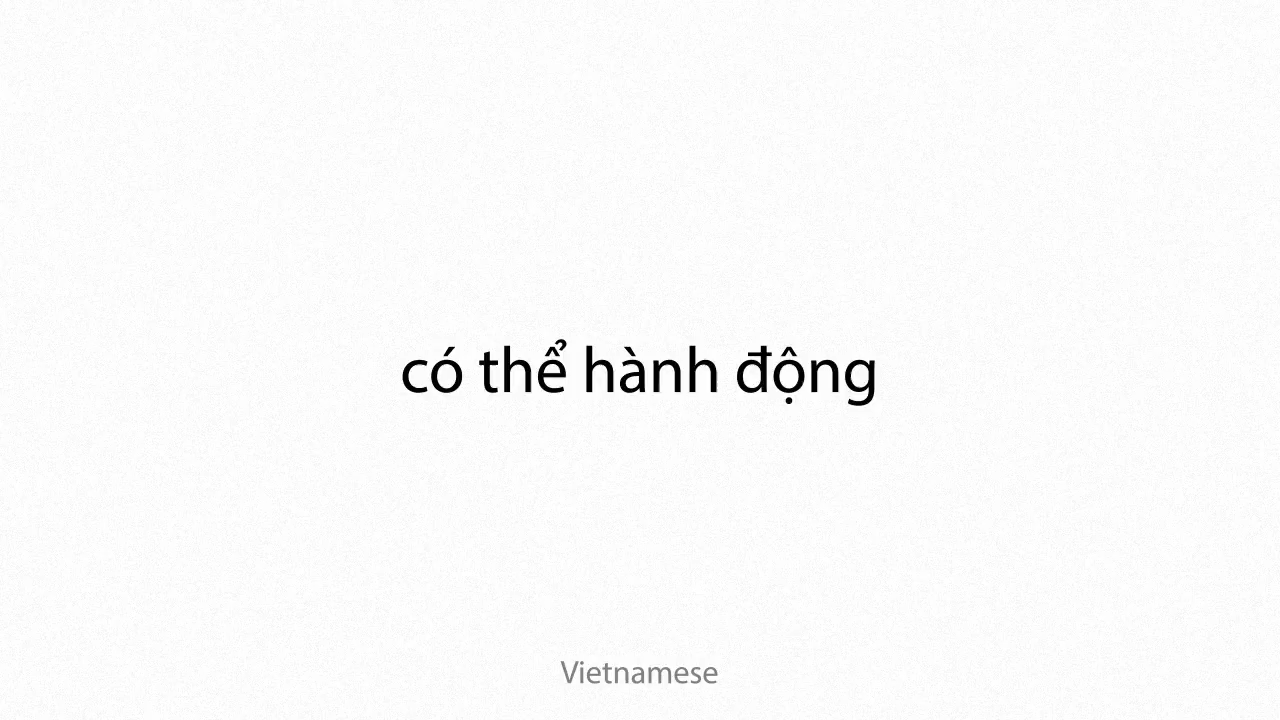 có thể hành động
Vietnamese